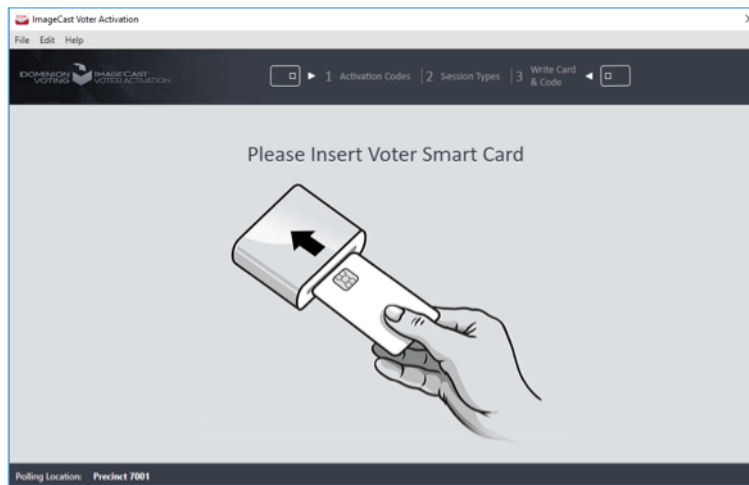 ImageCast Voter Activation
File Edit Help
DOMINION VOTING IMAGECAST VOTER ACTIVATION
1 Activation Codes 2 Session Types 3 Write Card & Code
Please Insert Voter Smart Card
Polling Location: Precinct 7001